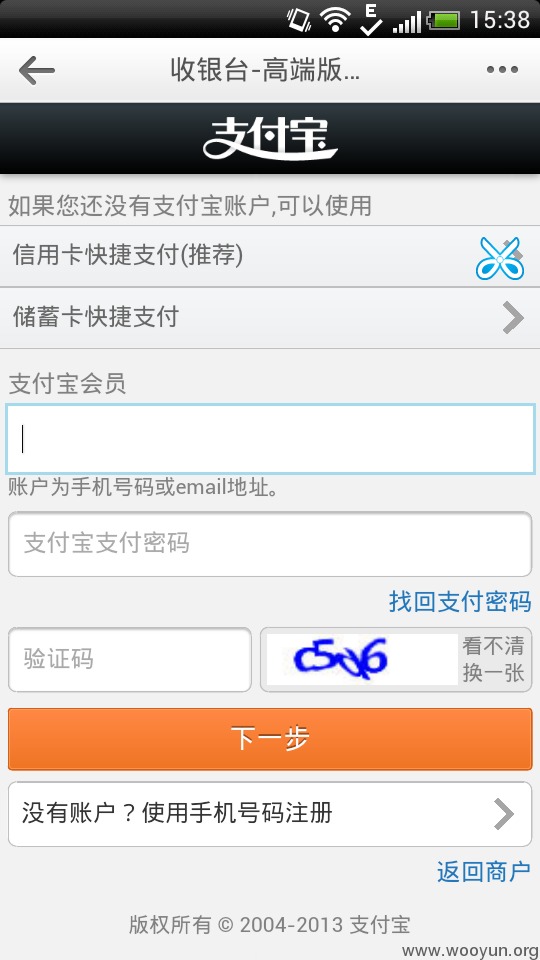 E
15:38
收银台-高端版...
支付宝
如果您还没有支付宝账户,可以使用
信用卡快捷支付(推荐)
储蓄卡快捷支付
支付宝会员
账户为手机号码或email地址。
支付宝支付密码
找回支付密码
验证码
看不清
换一张
下一步
没有账户？使用手机号码注册
返回商户
版权所有 © 2004-2013 支付宝
www.wooyun.org